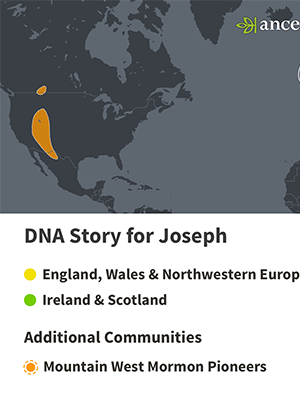 ance
DNA Story for Joseph
England, Wales & Northwestern Europ
Ireland & Scotland
Additional Communities
Mountain West Mormon Pioneers